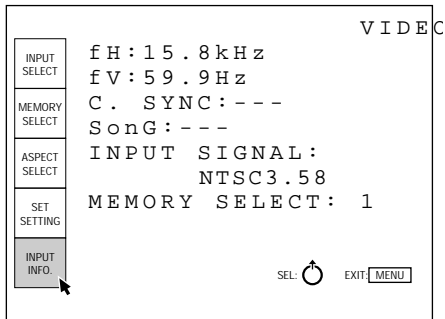 VIDEO
INPUT
SELECT
MEMORY
SELECT
ASPECT
SELECT
SET
SETTING
INPUT
INFO.
fH:15.8kHz
fV:59.9Hz
C. SYNC:---
SonG:---
INPUT SIGNAL:
NTSC3.58
MEMORY SELECT: 1
SEL: EXIT: MENU